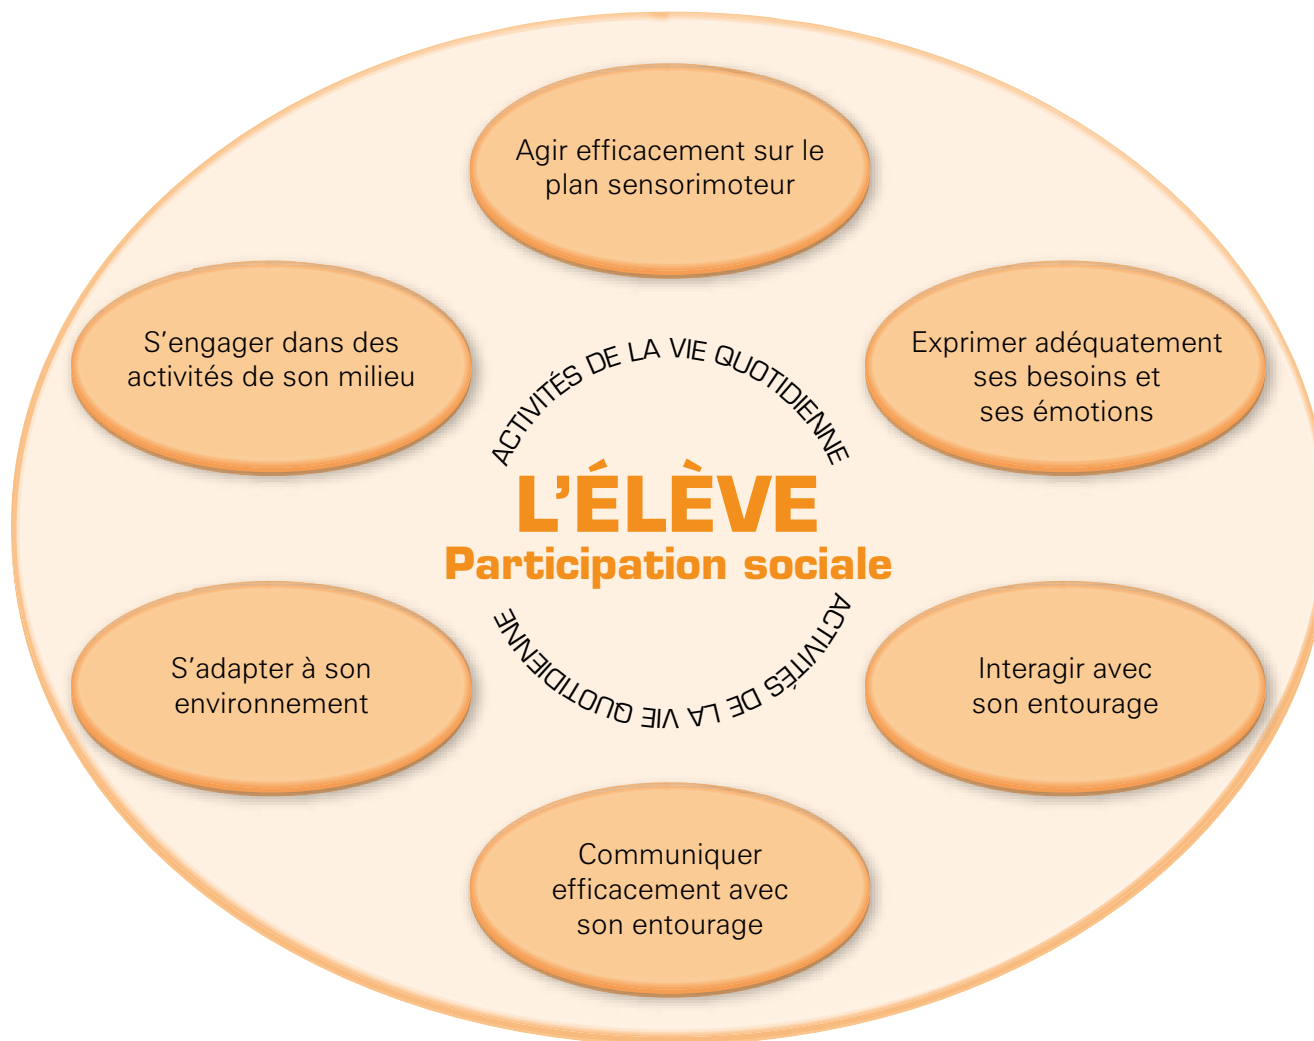 Agir efficacement sur le
plan sensorimoteur
S’engager dans des
activités de son milieu
Exprimer adéquatement
ses besoins et
ses émotions
ACTIVITÉS DE LA VIE QUOTIDIENNE
L’ÉLÈVE
Participation sociale
ACTIVITÉS DE LA VIE QUOTIDIENNE
S’adapter à son
environnement
Interagir avec
son entourage
Communiquer
efficacement avec
son entourage